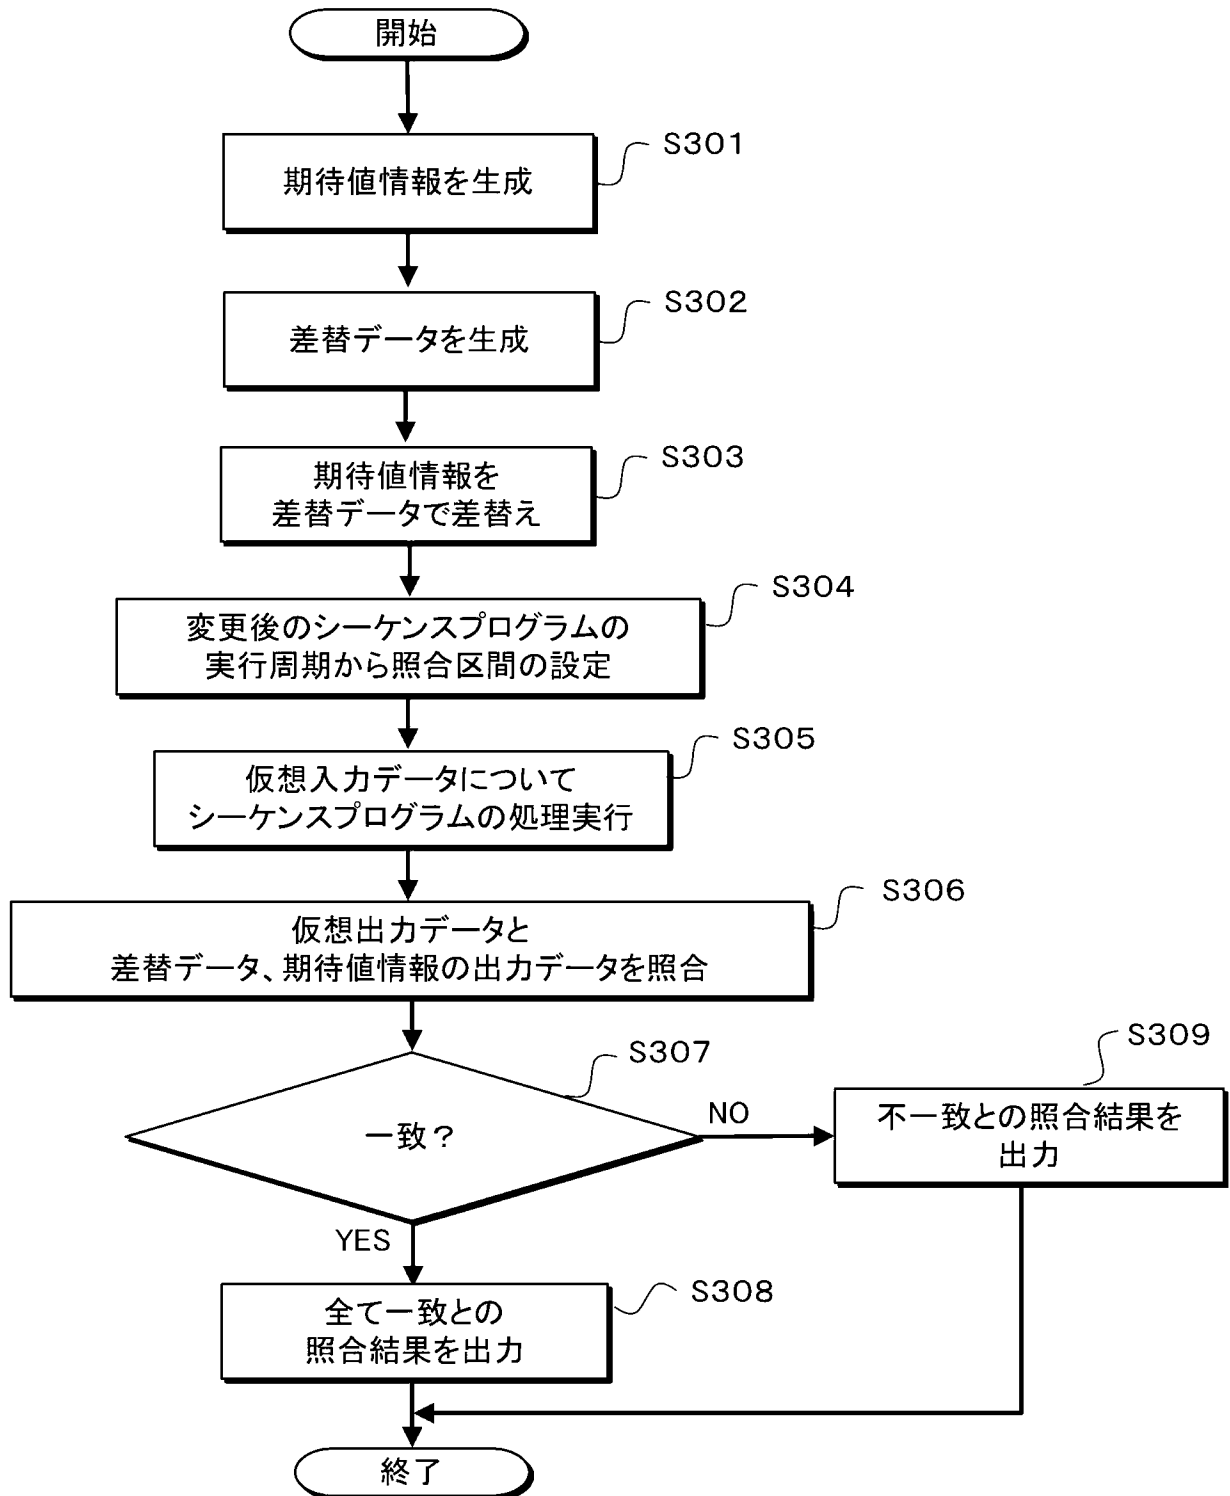 開始
S301
期待値情報を生成
S302
差替データを生成
S303
期待値情報を
差替データで差替え
S304
変更後のシーケンスプログラムの
実行周期から照合区間の設定
S305
仮想入力データについて
シーケンスプログラムの処理実行
S306
仮想出力データと
差替データ、期待値情報の出力データを照合
S307
一致？
NO
S309
不一致との照合結果を
出力
YES
S308
全て一致との
照合結果を出力
終了